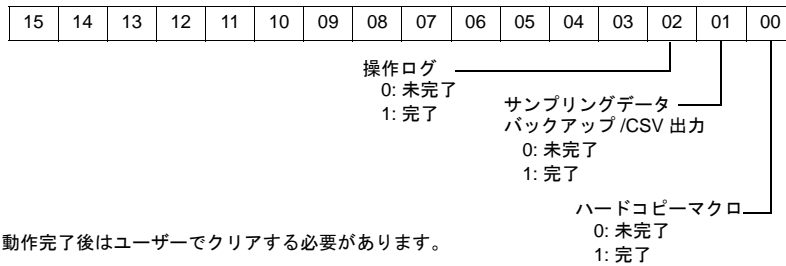 15 14 13 12 11 10 09 08 07 06 05 04 03 02 01 00
操作ログ
0: 未完了
1: 完了
サンプリングデータ
バックアップ /CSV 出力
0: 未完了
1: 完了
ハードコピーマクロ
0: 未完了
1: 完了
動作完了後はユーザーでクリアする必要があります。